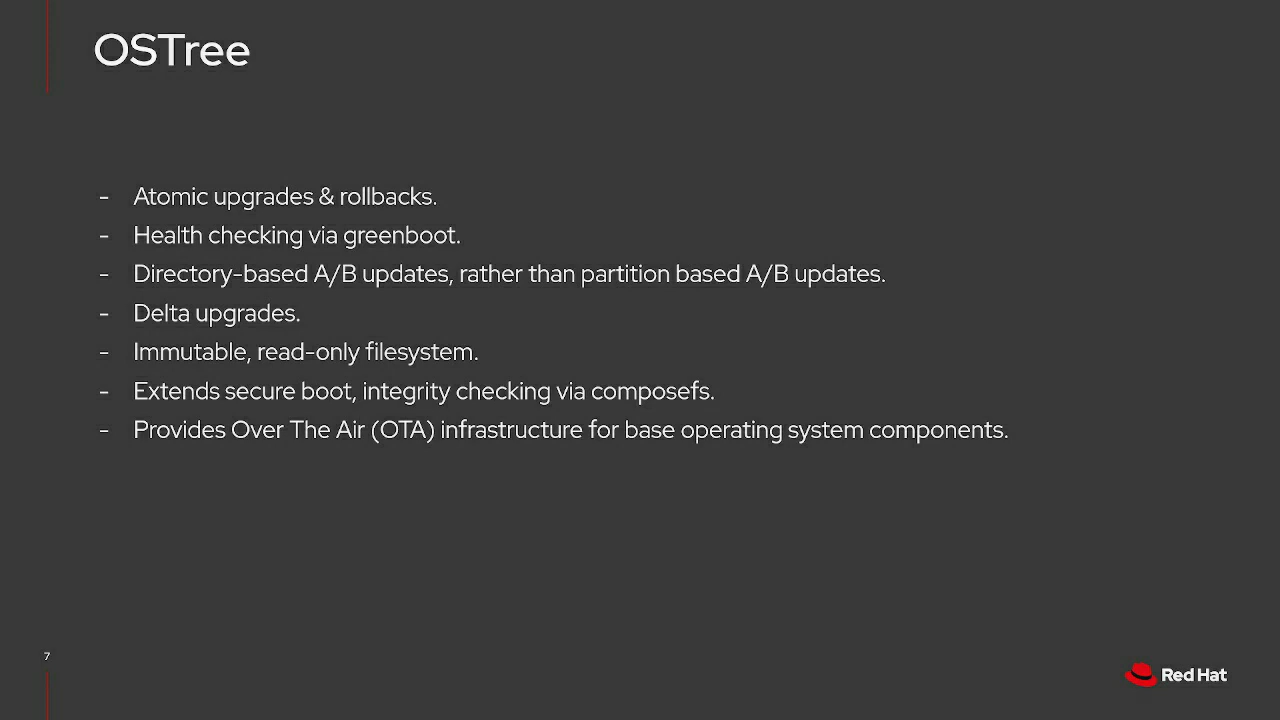 OSTree
- Atomic upgrades & rollbacks.
- Health checking via greenboot.
- Directory-based A/B updates, rather than partition based A/B updates.
- Delta upgrades.
- Immutable, read-only filesystem.
- Extends secure boot, integrity checking via composefs.
- Provides Over The Air (OTA) infrastructure for base operating system components.
7
Red Hat